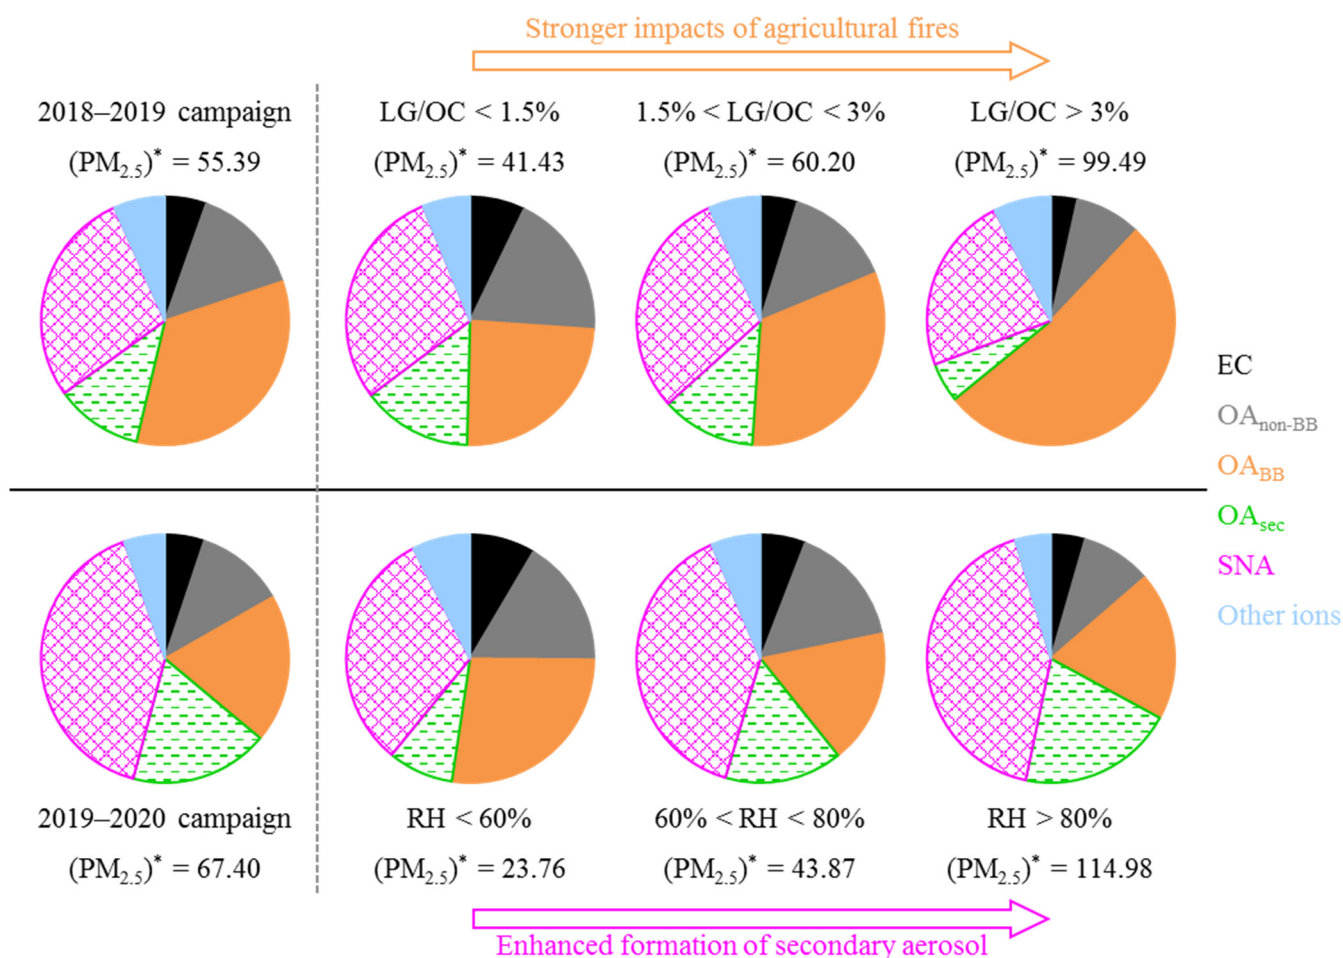 Stronger impacts of agricultural fires
2018–2019 campaign
(PM2.5)* = 55.39
LG/OC < 1.5%
(PM2.5)* = 41.43
1.5% < LG/OC < 3%
(PM2.5)* = 60.20
LG/OC > 3%
(PM2.5)* = 99.49
EC
OAnon-BB
OABB
OAsec
SNA
Other ions
2019–2020 campaign
(PM2.5)* = 67.40
RH < 60%
(PM2.5)* = 23.76
60% < RH < 80%
(PM2.5)* = 43.87
RH > 80%
(PM2.5)* = 114.98
Enhanced formation of secondary aerosol